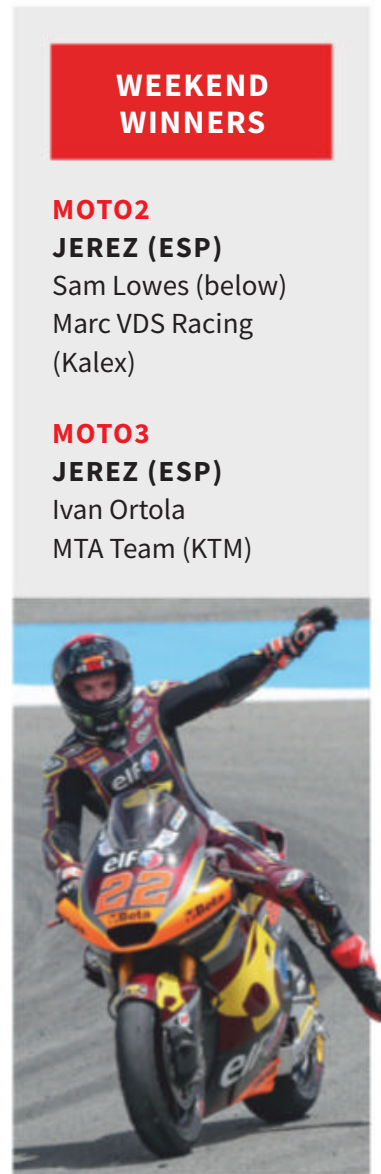 WEEKEND
WINNERS
MOTO2
JEREZ (ESP)
Sam Lowes (below)
Marc VDS Racing
(Kalex)
MOTO3
JEREZ (ESP)
Ivan Ortola
MTA Team (KTM)
elf
elf
22
Beta
Beta
elf